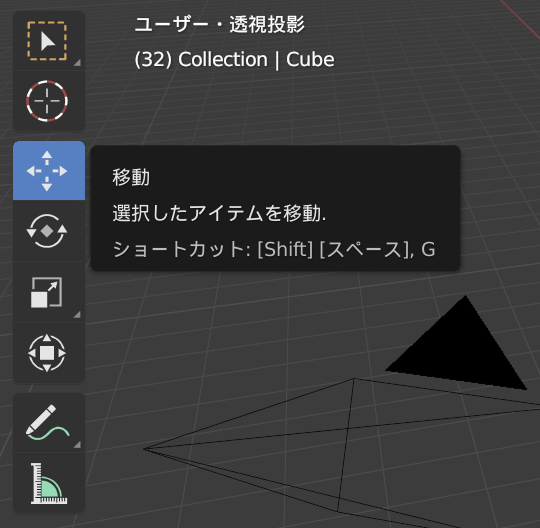 ユーザー・透視投影
(32) Collection | Cube
移動
選択したアイテムを移動.
ショートカット: [Shift] [スペース], G